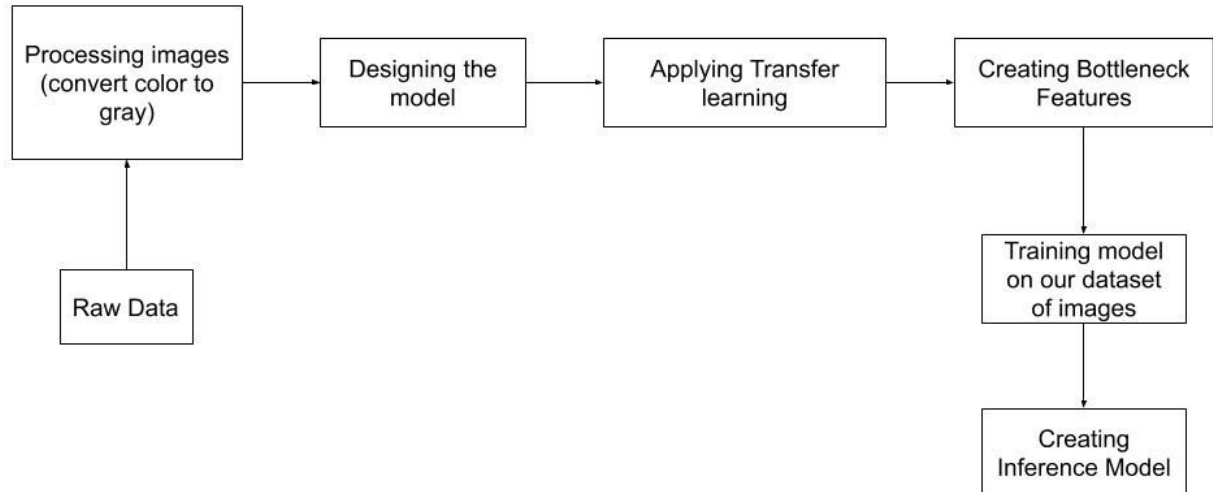 Processing images
(convert color to
gray)
Designing the
model
Applying Transfer
learning
Creating Bottleneck
Features
Raw Data
Training model
on our dataset
of images
Creating
Inference Model